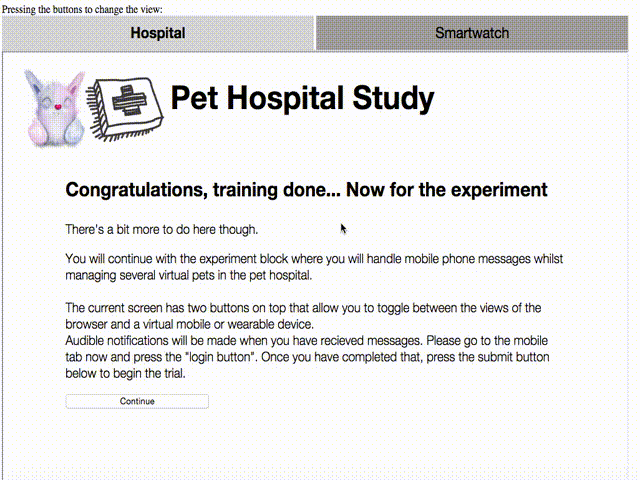 Pressing the buttons to change the view:
Hospital
Smartwatch
Pet Hospital Study
Congratulations, training done... Now for the experiment
There's a bit more to do here though.
You will continue with the experiment block where you will handle mobile phone messages whilst
managing several virtual pets in the pet hospital.
The current screen has two buttons on top that allow you to toggle between the views of the
browser and a virtual mobile or wearable device.
Audible notifications will be made when you have recieved messages. Please go to the mobile
tab now and press the "login button". Once you have completed that, press the submit button
below to begin the trial.
Continue